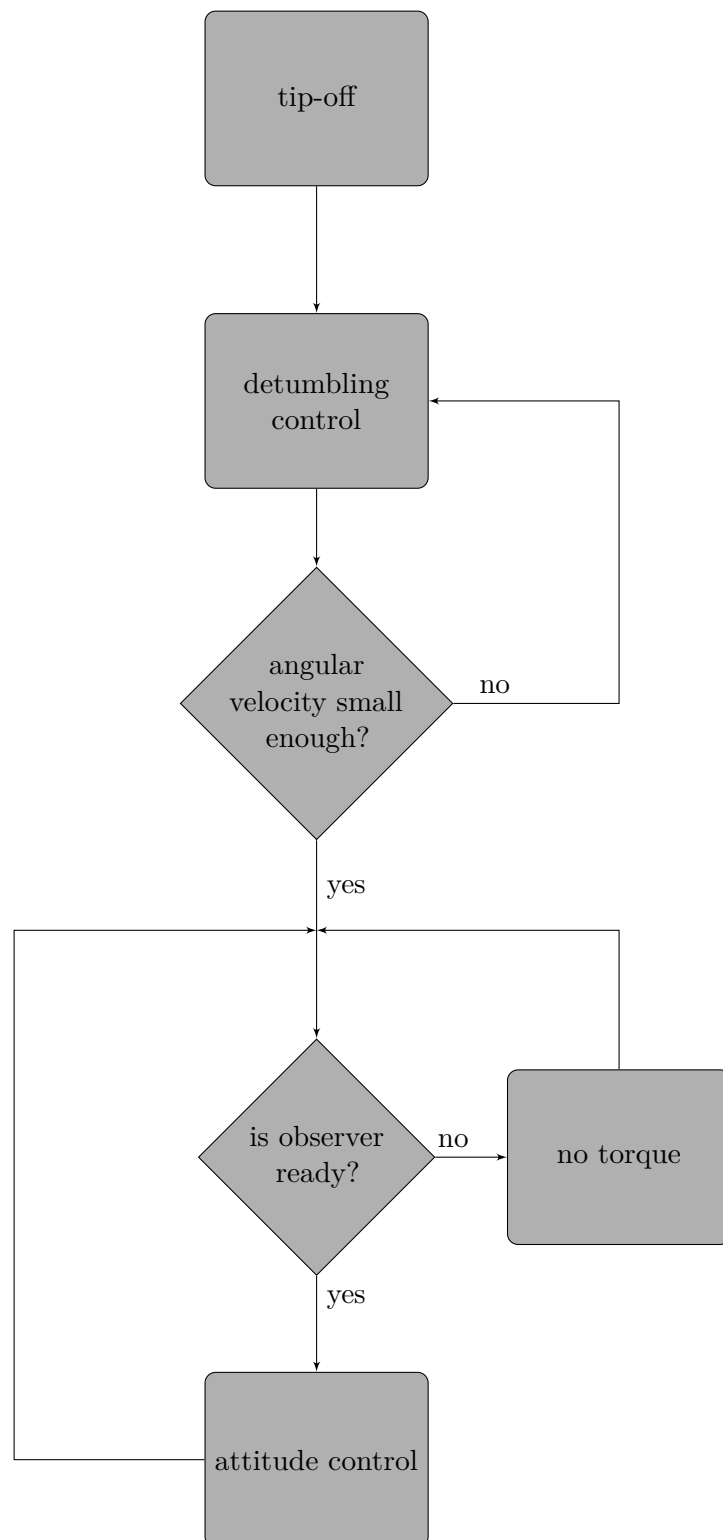 tip-off
detumbling
control
angular
velocity small
enough?
no
yes
is observer
ready?
no
no torque
yes
attitude control